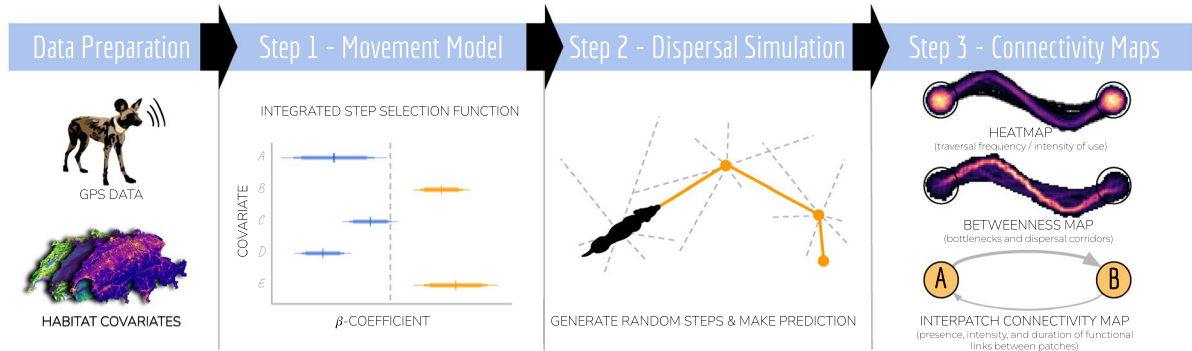 Data Preparation
Step 1 - Movement Model
Step 2 - Dispersal Simulation
Step 3 - Connectivity Maps
GPS DATA
HABITAT COVARIATES
INTEGRATED STEP SELECTION FUNCTION
COVARIATE
A
B
C
D
E
β-COEFFICIENT
GENERATE RANDOM STEPS & MAKE PREDICTION
HEATMAP
(traversal frequency / intensity of use)
BETWEENNESS MAP
(bottlenecks and dispersal corridors)
A
B
INTERPATCH CONNECTIVITY MAP
(presence, intensity, and duration of functional
links between patches)